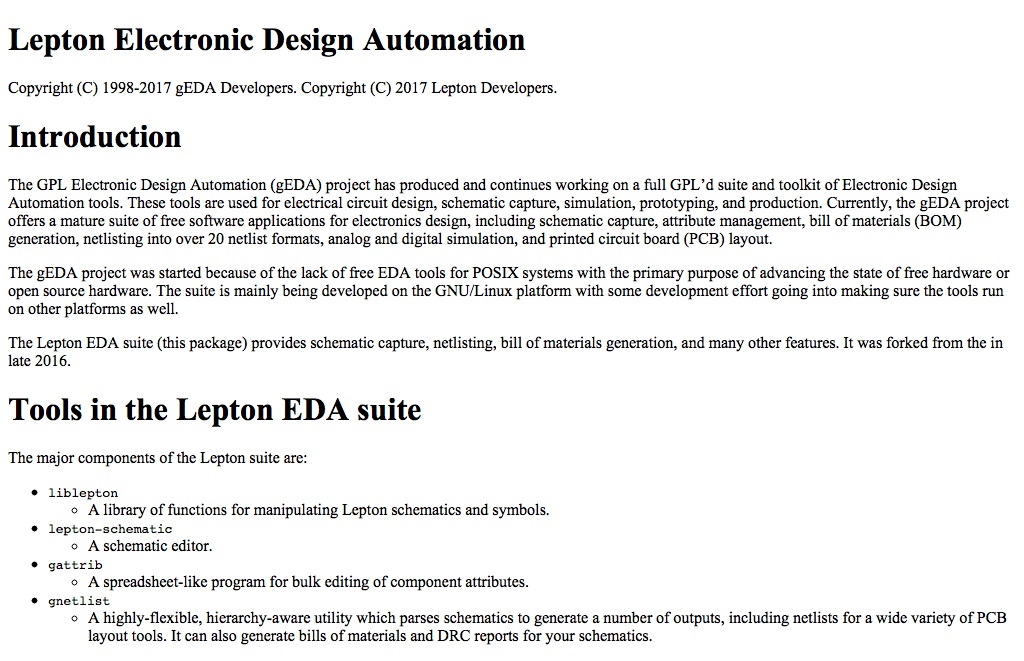 Lepton Electronic Design Automation
Copyright (C) 1998-2017 gEDA Developers. Copyright (C) 2017 Lepton Developers.
Introduction
The GPL Electronic Design Automation (gEDA) project has produced and continues working on a full GPL’d suite and toolkit of Electronic Design
Automation tools. These tools are used for electrical circuit design, schematic capture, simulation, prototyping, and production. Currently, the gEDA project
offers a mature suite of free software applications for electronics design, including schematic capture, attribute management, bill of materials (BOM)
generation, netlisting into over 20 netlist formats, analog and digital simulation, and printed circuit board (PCB) layout.
The gEDA project was started because of the lack of free EDA tools for POSIX systems with the primary purpose of advancing the state of free hardware or
open source hardware. The suite is mainly being developed on the GNU/Linux platform with some development effort going into making sure the tools run
on other platforms as well.
The Lepton EDA suite (this package) provides schematic capture, netlisting, bill of materials generation, and many other features. It was forked from the in
late 2016.
Tools in the Lepton EDA suite
The major components of the Lepton suite are:
• liblepton
◦ A library of functions for manipulating Lepton schematics and symbols.
• lepton-schematic
◦ A schematic editor.
• gattrib
◦ A spreadsheet-like program for bulk editing of component attributes.
• gnetlist
◦ A highly-flexible, hierarchy-aware utility which parses schematics to generate a number of outputs, including netlists for a wide variety of PCB
layout tools. It can also generate bills of materials and DRC reports for your schematics.